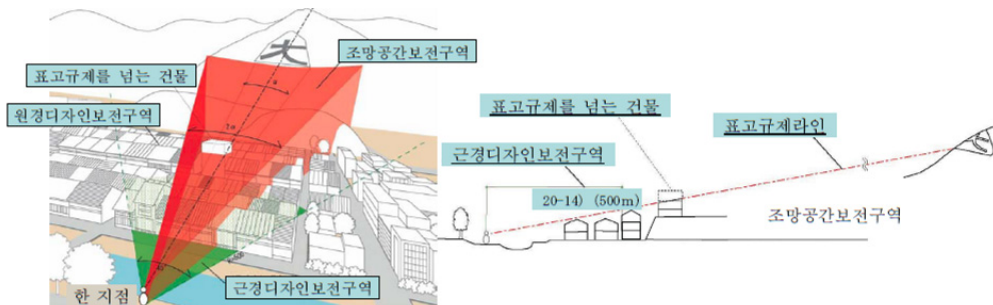 大
조망공간보전구역
표고규제를 넘는 건물
원경디자인보전구역
근경디자인보전구역
한 지점
표고규제를 넘는 건물
표고규제라인
근경디자인보전구역
20-14) (500m)
조망공간보전구역